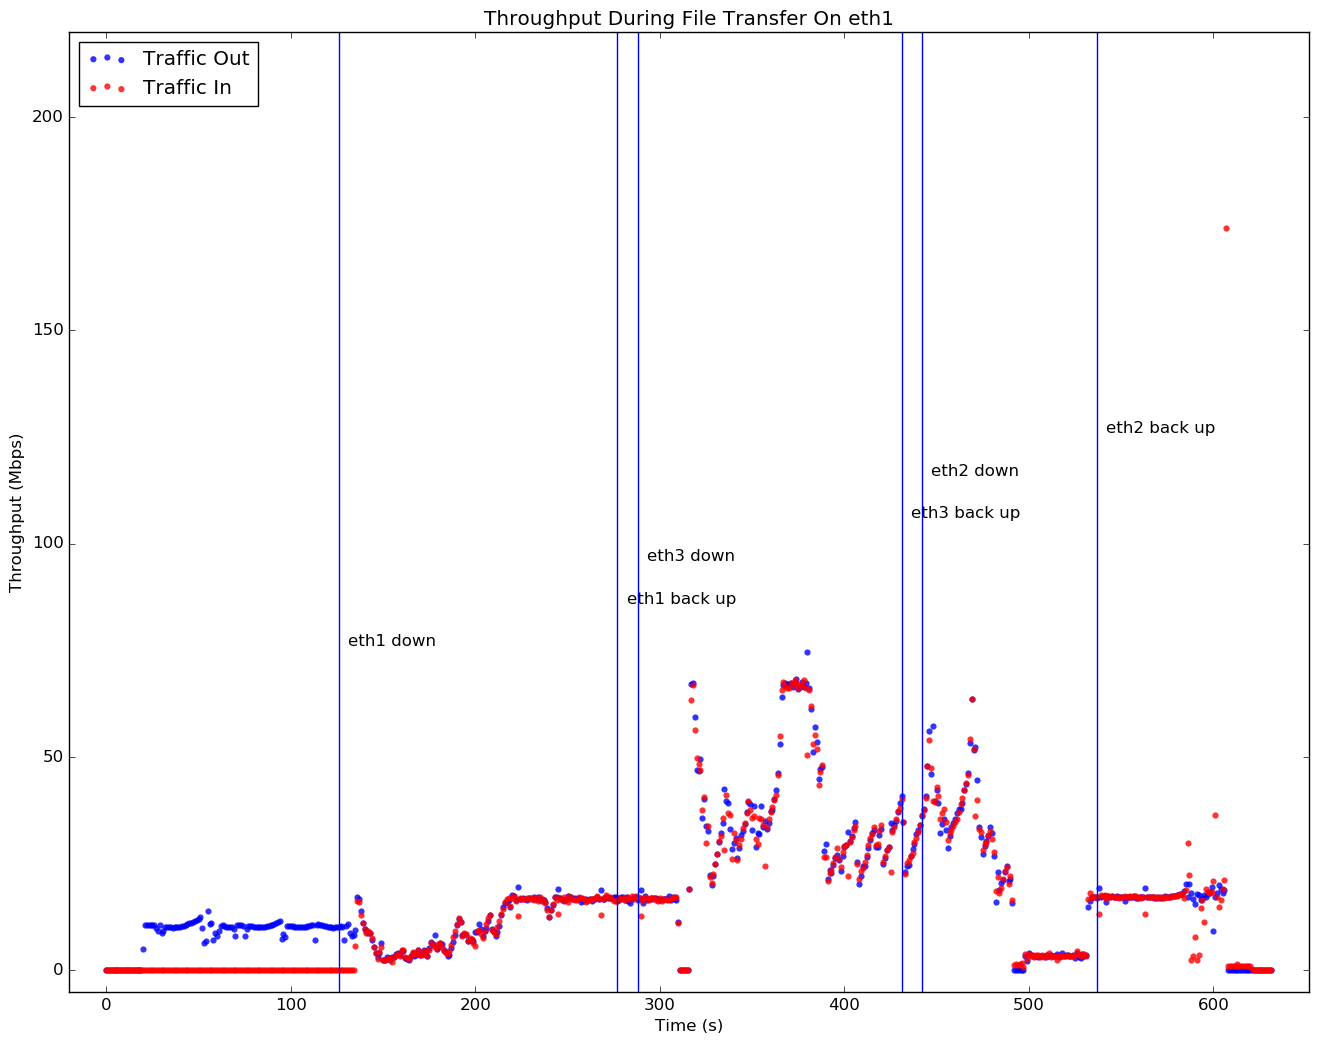 Throughput During File Transfer On eth1
Traffic Out
Traffic In
200
150
100
50
0
Throughput (Mbps)
eth2 back up
eth2 down
eth3 back up
eth3 down
eth1 back up
eth1 down
0 100 200 300 400 500 600
Time (s)